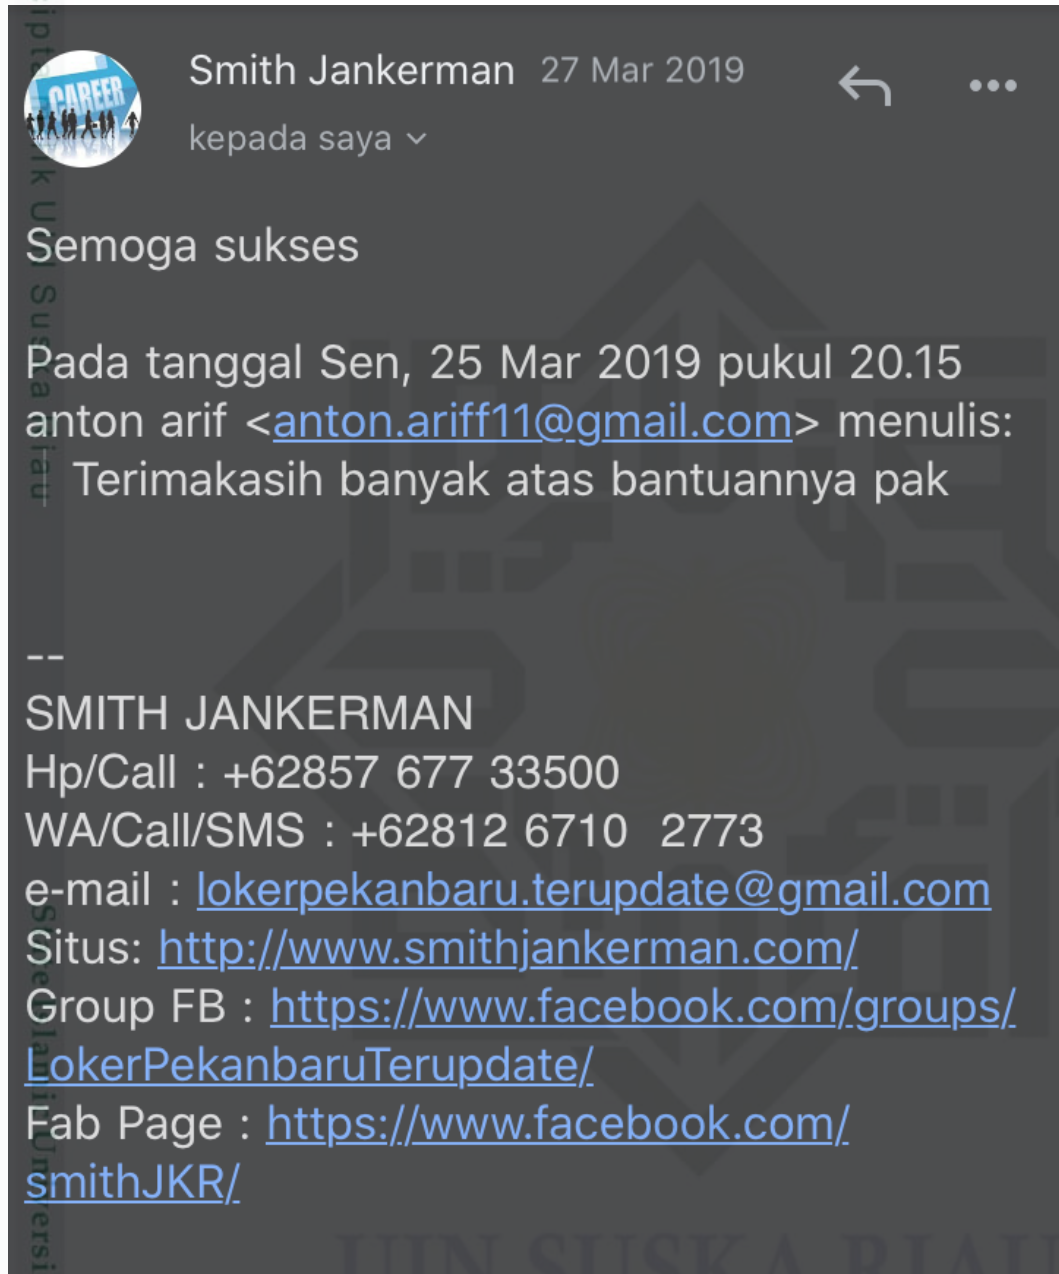 CAREER
Smith Jankerman 27 Mar 2019
kepada saya
Semoga sukses
Pada tanggal Sen, 25 Mar 2019 pukul 20.15
anton arif <anton.ariff11@gmail.com> menulis:
Terimakasih banyak atas bantuannya pak
--
SMITH JANKERMAN
Hp/Call : +62857 677 33500
WA/Call/SMS : +62812 6710  2773
e-mail : lokerpekanbaru.terupdate@gmail.com
Situs: http://www.smithjankerman.com/
Group FB : https://www.facebook.com/groups/
LokerPekanbaruTerupdate/
Fab Page : https://www.facebook.com/
smithJKR/
UIN SUSKA RIAU